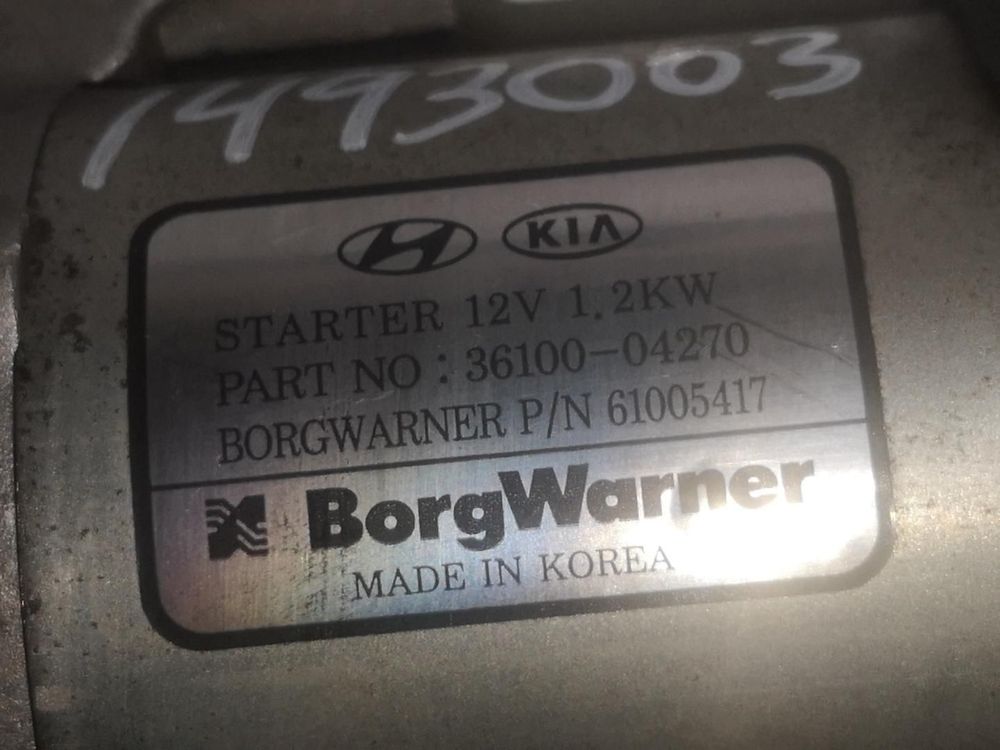 1493003
KIA
STARTER 12V 1.2KW
PART NO : 36100-04270
BORGWARNER P/N 61005417
BorgWarner
MADE IN KOREA